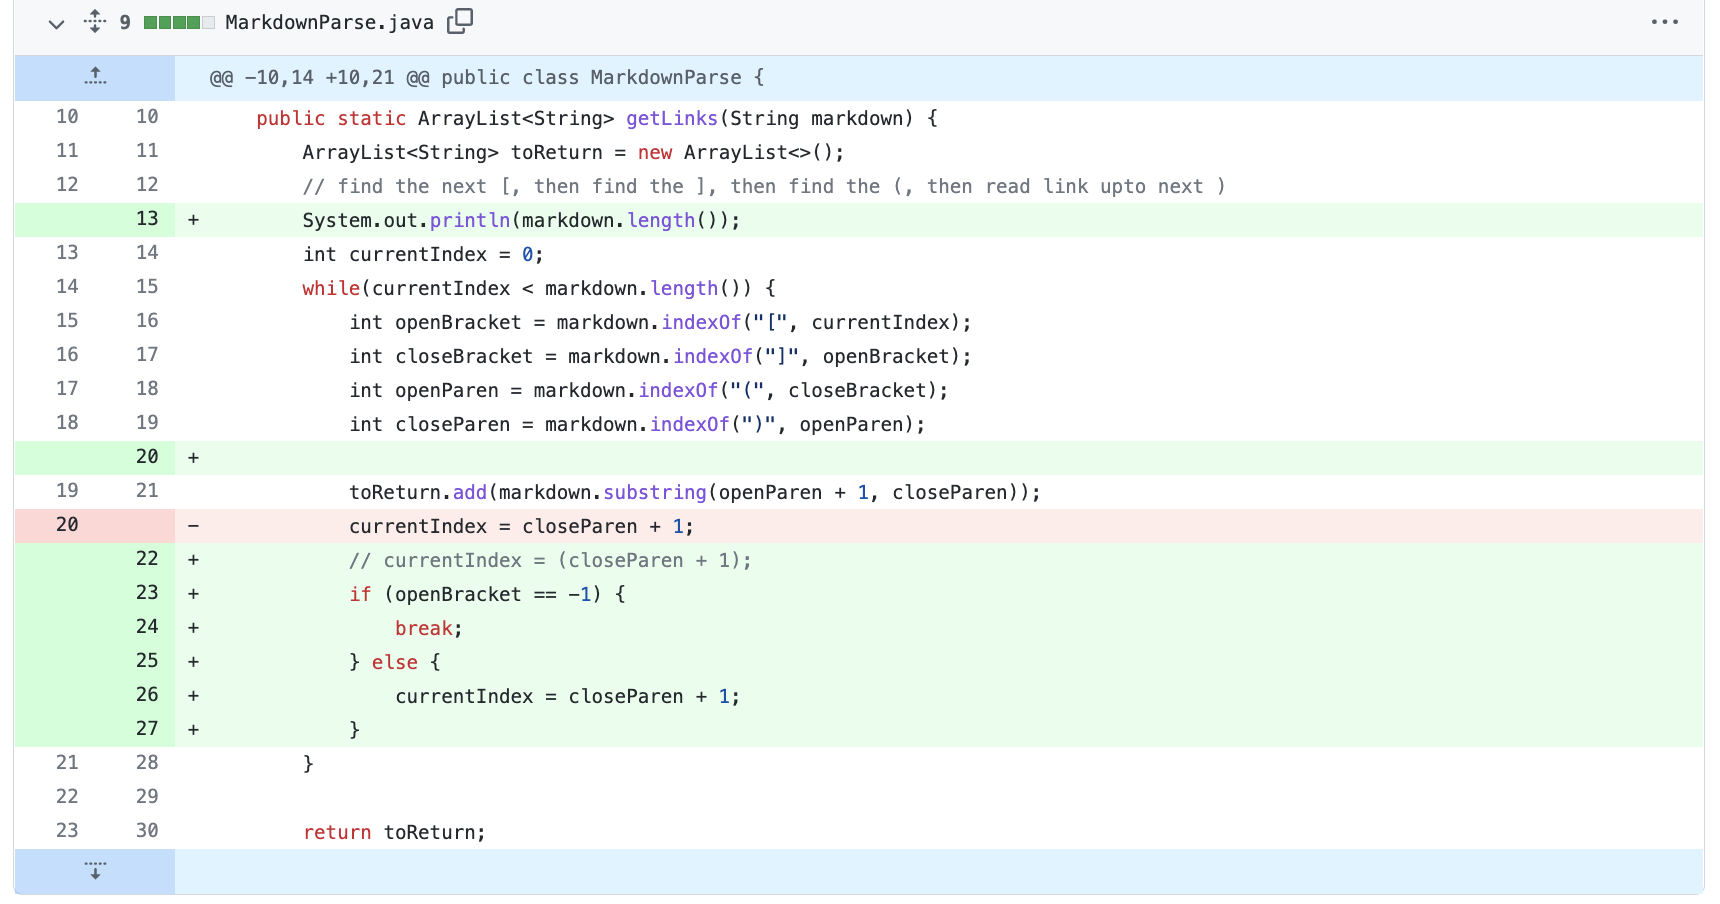 9 MarkdownParse.java
@@ -10,14 +10,21 @@ public class MarkdownParse {
10 10 public static ArrayList<String> getLinks(String markdown) {
11 11 ArrayList<String> toReturn = new ArrayList<>();
12 12 // find the next [, then find the ], then find the (, then read link upto next )
13 + System.out.println(markdown.length());
13 14 int currentIndex = 0;
14 15 while(currentIndex < markdown.length()) {
15 16 int openBracket = markdown.indexOf("[", currentIndex);
16 17 int closeBracket = markdown.indexOf("]", openBracket);
17 18 int openParen = markdown.indexOf("(", closeBracket);
18 19 int closeParen = markdown.indexOf(")", openParen);
20 +
19 21 toReturn.add(markdown.substring(openParen + 1, closeParen));
20 − currentIndex = closeParen + 1;
22 + // currentIndex = (closeParen + 1);
23 + if (openBracket == -1) {
24 + break;
25 + } else {
26 + currentIndex = closeParen + 1;
27 + }
21 28 }
22 29
23 30 return toReturn;